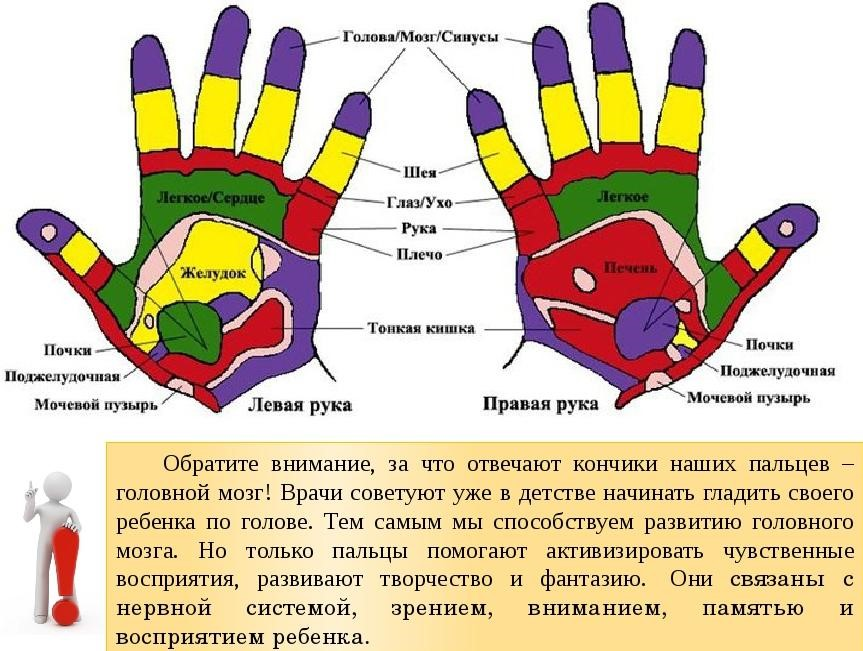 Голова/Мозг/Синусы
Шея
Глаз/Ухо
Рука
Плечо
Тонкая кишка
Легкое/Сердце
Желудок
Почки
Поджелудочная
Мочевой пузырь
Левая рука
Легкое
Печень
Почки
Поджелудочная
Мочевой пузырь
Правая рука
Обратите внимание, за что отвечают кончики наших пальцев –
головной мозг! Врачи советуют уже в детстве начинать гладить своего
ребенка по голове. Тем самым мы способствуем развитию головного
мозга. Но только пальцы помогают активизировать чувственные
восприятия, развивают творчество и фантазию. Они связаны с
нервной системой, зрением, вниманием, памятью и
восприятием ребенка.